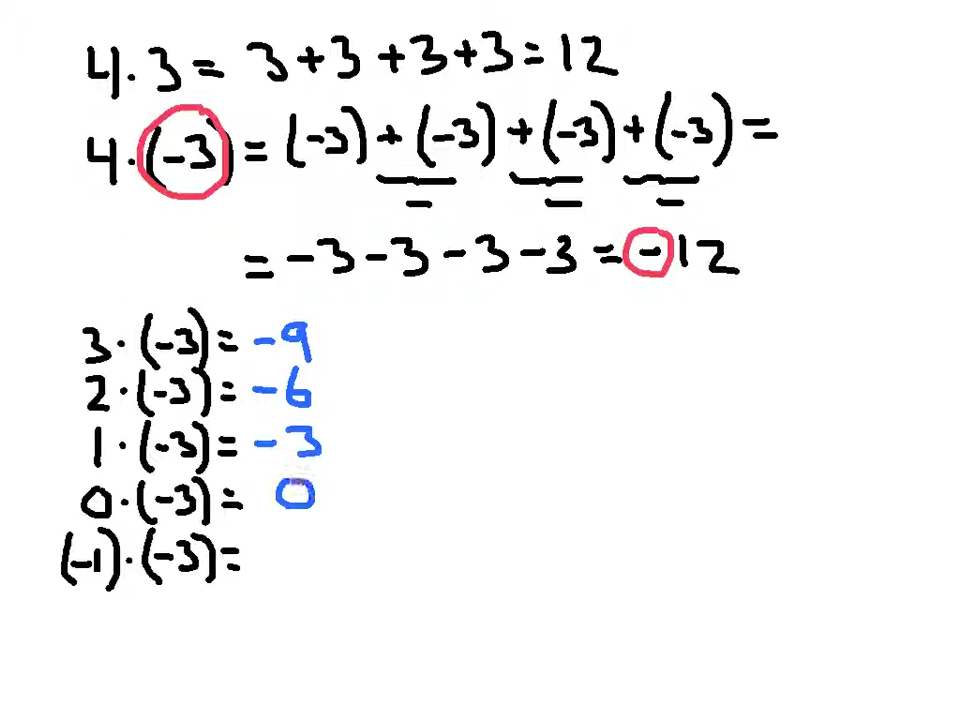 4 · 3 = 3 + 3 + 3 + 3 = 12
4 · (-3) = (-3) + (-3) + (-3) + (-3) =
= -3 - 3 - 3 - 3 = -12
3 · (-3) = -9
2 · (-3) = -6
1 · (-3) = -3
0 · (-3) = 0
(-1) · (-3) =